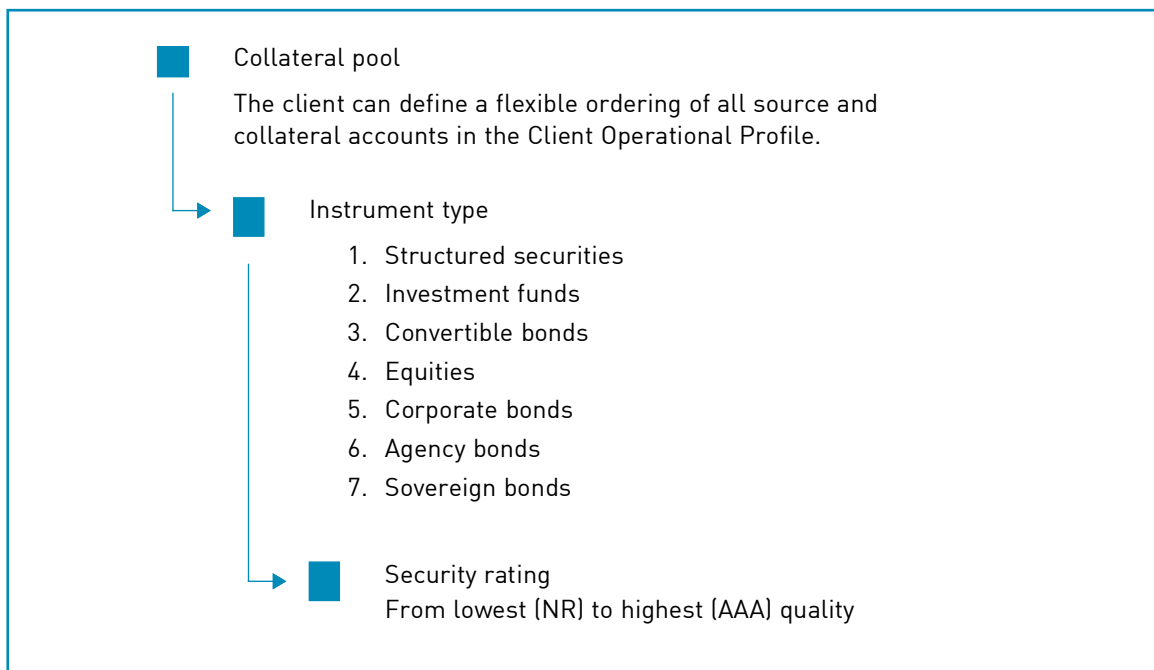 Collateral pool
The client can define a flexible ordering of all source and
collateral accounts in the Client Operational Profile.
Instrument type
1. Structured securities
2. Investment funds
3. Convertible bonds
4. Equities
5. Corporate bonds
6. Agency bonds
7. Sovereign bonds
Security rating
From lowest (NR) to highest (AAA) quality